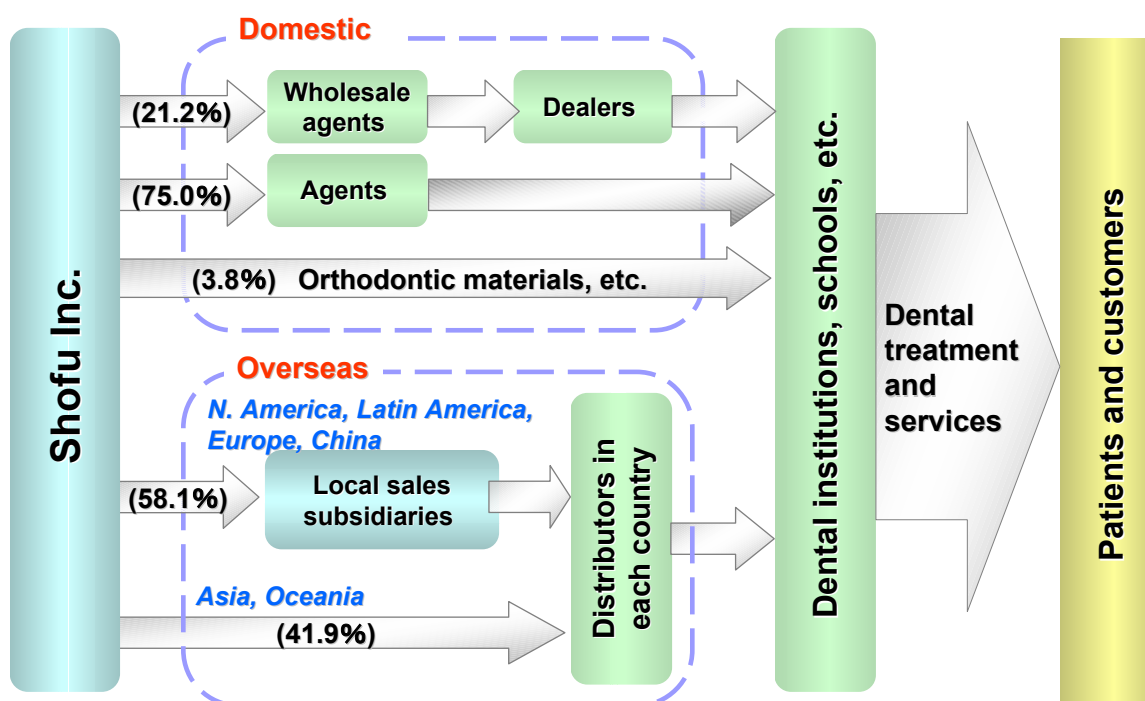 Shofu Inc.
Domestic
(21.2%)
Wholesale
agents
Dealers
(75.0%)
Agents
(3.8%) Orthodontic materials, etc.
Overseas
N. America, Latin America,
Europe, China
(58.1%)
Local sales
subsidiaries
Asia, Oceania
(41.9%)
Distributors in
each country
Dental institutions, schools, etc.
Dental
treatment
and
services
Patients and customers